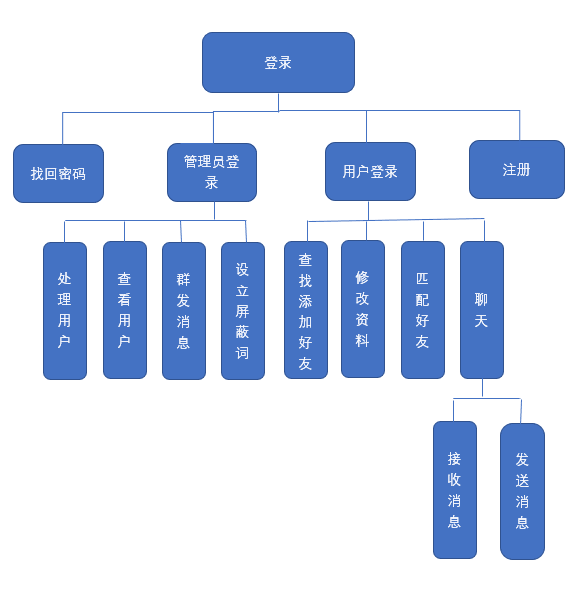 登录
找回密码
管理员登
录
用户登录
注册
处理用户
查看用户
群发消息
设立屏蔽词
查找添加好友
修改资料
匹配好友
聊天
接收消息
发送消息